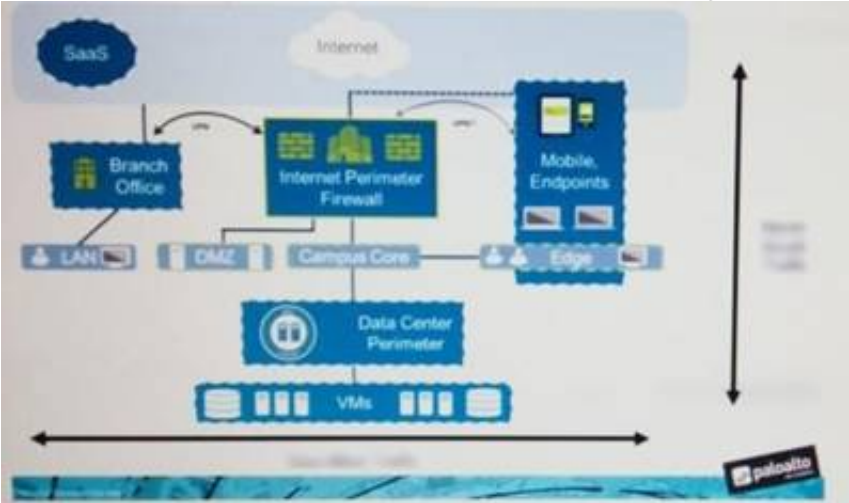 SaaS
Internet
Branch
Office
Internet Perimeter
Firewall
Mobile,
Endpoints
LAN
DMZ
Campus Core
Edge
Data Center
Perimeter
VMs
paloalto